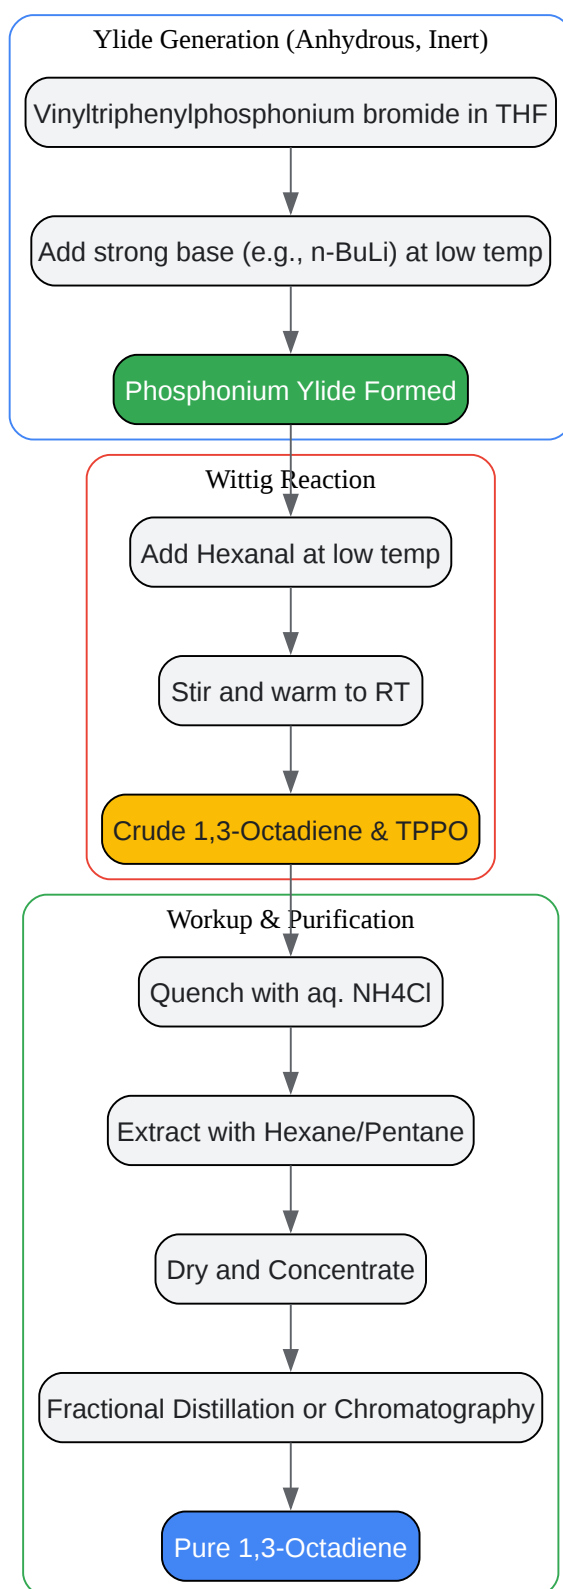 Ylide Generation (Anhydrous, Inert)
Vinyltriphenylphosphonium bromide in THF
Add strong base (e.g., n-BuLi) at low temp
Phosphonium Ylide Formed
Wittig Reaction
Add Hexanal at low temp
Stir and warm to RT
Crude 1,3-Octadiene & TPPO
Workup & Purification
Quench with aq. NH4Cl
Extract with Hexane/Pentane
Dry and Concentrate
Fractional Distillation or Chromatography
Pure 1,3-Octadiene